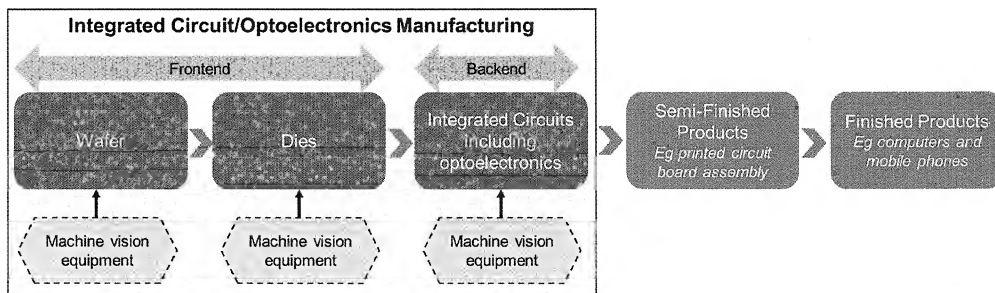 Integrated Circuit/Optoelectronics Manufacturing
Frontend
Backend
Wafer
Dies
Integrated Circuits
including
optoelectronics
Semi-Finished
Products
Eg printed circuit
board assembly
Finished Products
Eg computers and
mobile phones
Machine vision
equipment
Machine vision
equipment
Machine vision
equipment